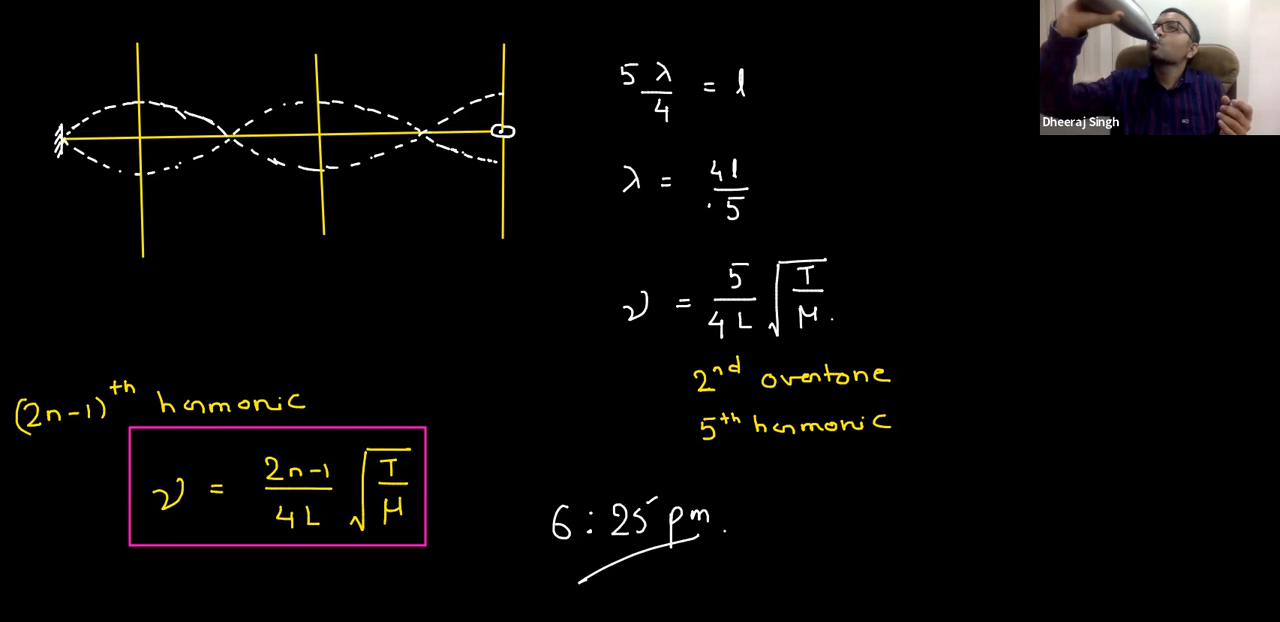 5λ/4 = l
λ = 4l/5
ν = 5/4L √T/μ.
2nd overtone
5th harmonic
(2n-1)th harmonic
ν = 2n-1/4L √T/μ
6:25 pm.
Dheeraj Singh